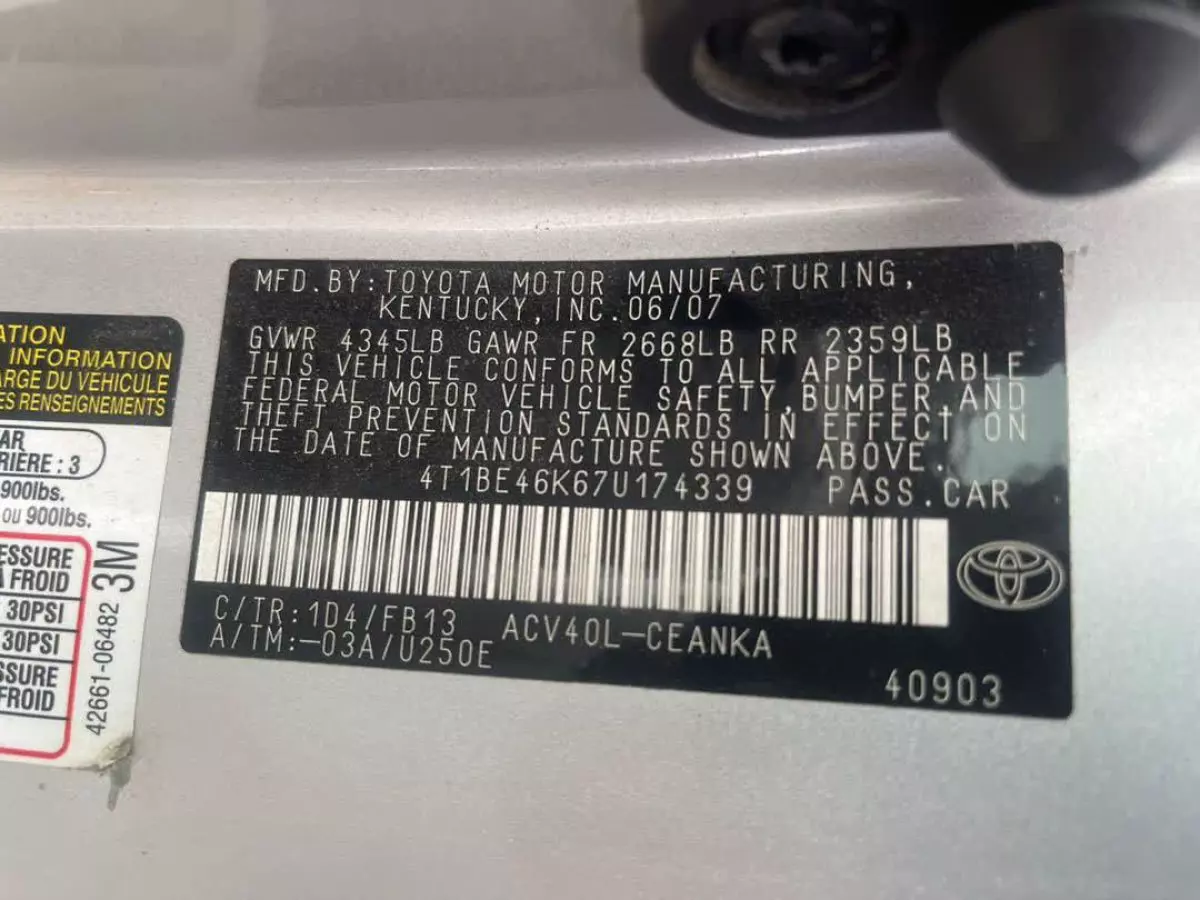 MFD. BY: TOYOTA MOTOR MANUFACTURING,
KENTUCKY, INC. 06/07
GVWR 4345LB GAWR FR 2668LB RR 2359LB
THIS VEHICLE CONFORMS TO ALL APPLICABLE
FEDERAL MOTOR VEHICLE SAFETY, BUMPER, AND
THEFT PREVENTION STANDARDS IN EFFECT ON
THE DATE OF MANUFACTURE SHOWN ABOVE.
4T1BE46K67U174339 PASS.CAR
C/TR: 1D4/FB13 ACV40L-CEANKA
A/TM:-03A/U250E
40903
ATION
INFORMATION
ARGE DU VÉHICULE
ES RENSEIGNEMENTS
AR
RIERE : 3
900lbs.
OU 900lbs.
ESSURE
À FROID
30PSI
30PSI
SSURE
FROID
3M
42661-06482